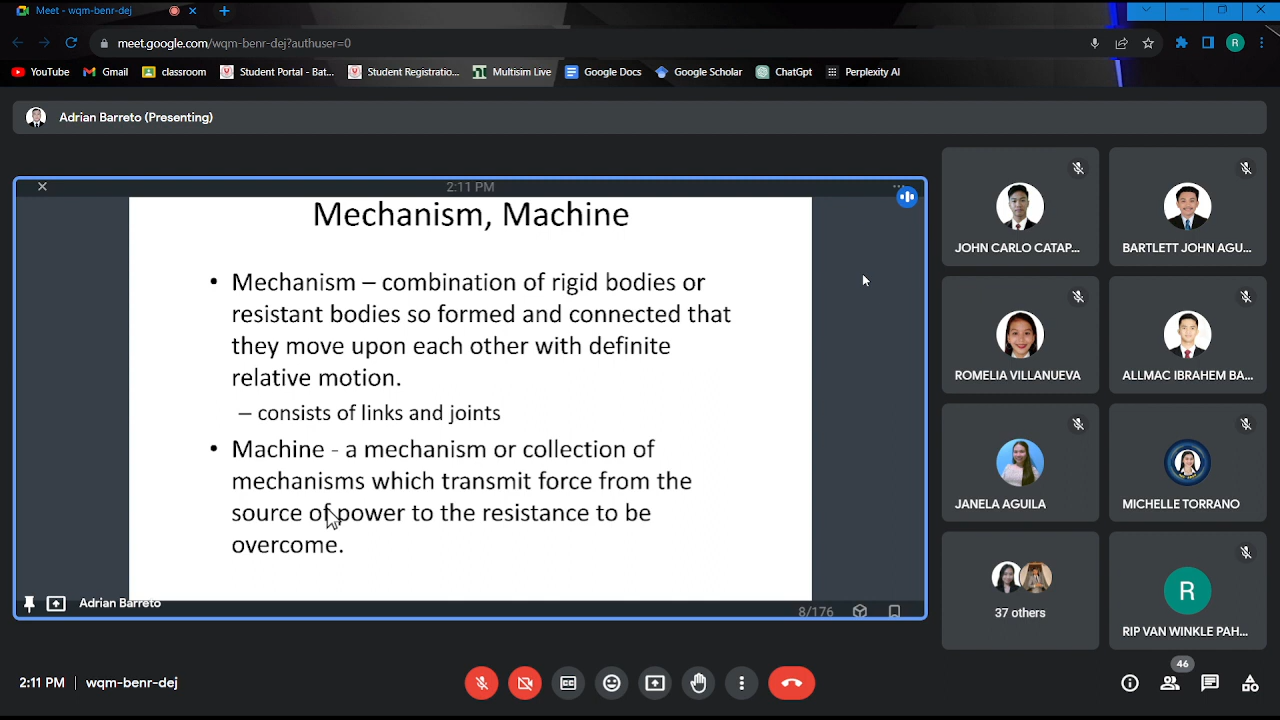 Meet - wqm-benr-dej
meet.google.com/wqm-benr-dej?authuser=0
R
YouTube
Gmail
classroom
Student Portal - Bat...
Student Registratio...
Multisim Live
Google Docs
Google Scholar
ChatGpt
Perplexity AI
Adrian Barreto (Presenting)
2:11 PM
Mechanism, Machine
• Mechanism – combination of rigid bodies or
resistant bodies so formed and connected that
they move upon each other with definite
relative motion.
– consists of links and joints
• Machine - a mechanism or collection of
mechanisms which transmit force from the
source of power to the resistance to be
overcome.
Adrian Barreto
8/176
JOHN CARLO CATAP...
BARTLETT JOHN AGU...
ROMELIA VILLANUEVA
ALLMAC IBRAHEM BA...
JANELA AGUILA
MICHELLE TORRANO
37 others
R
RIP VAN WINKLE PAH...
2:11 PM | wqm-benr-dej
46